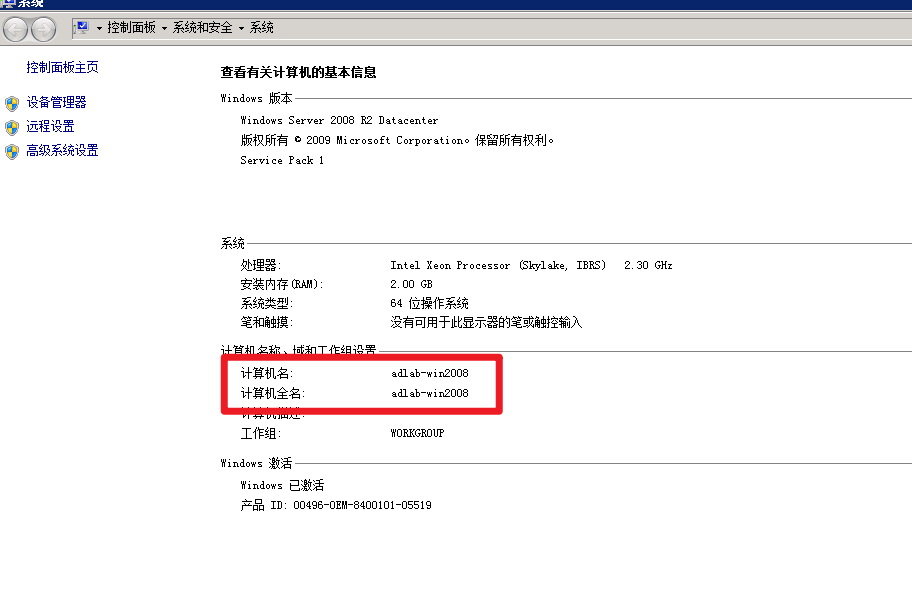 系统
控制面板 系统和安全 系统
控制面板主页
设备管理器
远程设置
高级系统设置
查看有关计算机的基本信息
Windows 版本
Windows Server 2008 R2 Datacenter
版权所有 © 2009 Microsoft Corporation。保留所有权利。
Service Pack 1
系统
处理器: Intel Xeon Processor (Skylake, IBRS) 2.30 GHz
安装内存(RAM): 2.00 GB
系统类型: 64 位操作系统
笔和触摸: 没有可用于此显示器的笔或触控输入
计算机名称、域和工作组设置
计算机名: adlab-win2008
计算机全名: adlab-win2008
计算机描述:
工作组: WORKGROUP
Windows 激活
Windows 已激活
产品 ID: 00496-OEM-8400101-05519